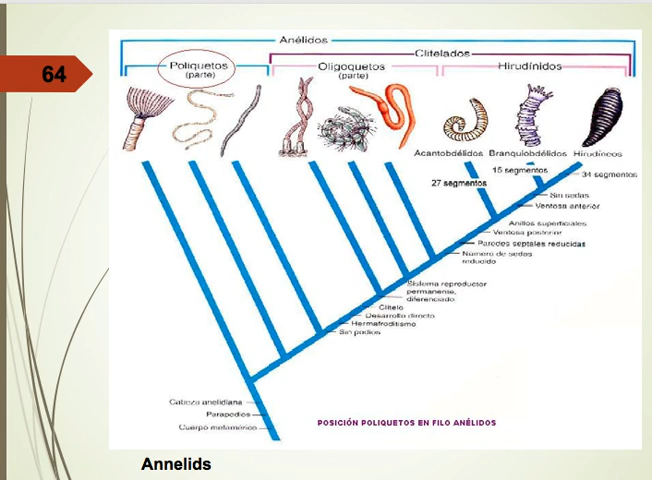 64
Anélidos
Clitelados
Poliquetos
(parte)
Oligoquetos
(parte)
Hirudínidos
Acantobdélidos Branquiobdélidos Hirudíneos
15 segmentos
34 segmentos
27 segmentos
Sin sedas
Ventosa anterior
Anillos superficiales
Ventosa posterior
Paredes septales reducidas
Número de sedas
reducido
Sistema reproductor
permanente,
diferenciado
Clitelo
Desarrollo directo
Hermafroditismo
Sin podios
Cabeza anelidiana
Parapodios
Cuerpo metamérico
POSICIÓN POLIQUETOS EN FILO ANÉLIDOS
Annelids